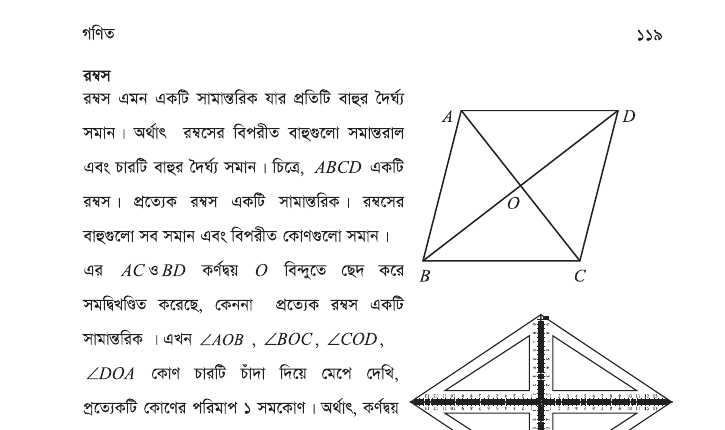 গণিত
১১৯
রম্বস
রম্বস এমন একটি সামান্তরিক যার প্রতিটি বাহুর দৈর্ঘ্য
সমান। অর্থাৎ রম্বসের বিপরীত বাহুগুলো সমান্তরাল
এবং চারটি বাহুর দৈর্ঘ্য সমান। চিত্রে, ABCD একটি
রম্বস। প্রত্যেক রম্বস একটি সামান্তরিক। রম্বসের
বাহুগুলো সব সমান এবং বিপরীত কোণগুলো সমান।
এর AC ও BD কর্ণদ্বয় O বিন্দুতে ছেদ করে
সমদ্বিখণ্ডিত করেছে, কেননা প্রত্যেক রম্বস একটি
সামান্তরিক । এখন ∠AOB , ∠BOC , ∠COD ,
∠DOA কোণ চারটি চাঁদা দিয়ে মেপে দেখি,
প্রত্যেকটি কোণের পরিমাপ ১ সমকোণ। অর্থাৎ, কর্ণদ্বয়
A
D
O
B
C